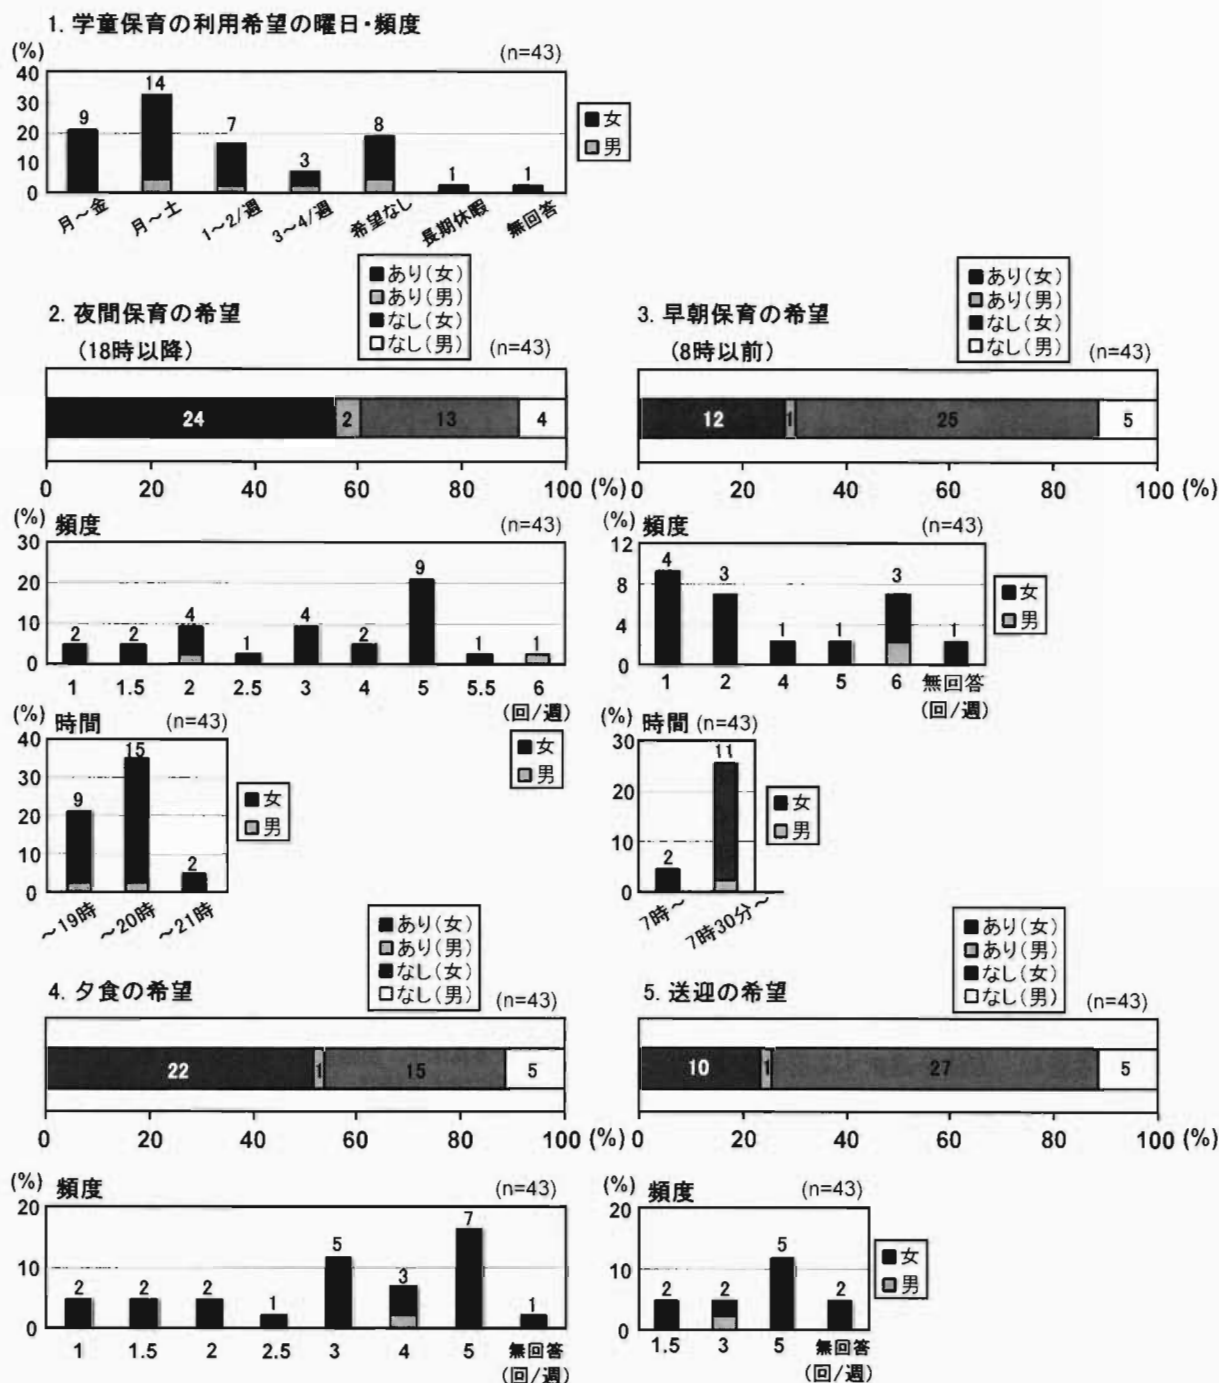 1. 学童保育の利用希望の曜日・頻度
(%)
(n=43)
40
30
20
10
0
9
14
7
3
8
1
1
月～金
月～土
1～2/週
3～4/週
希望なし
長期休暇
無回答
■女
□男
2. 夜間保育の希望
(18時以降)
■あり(女)
■あり(男)
■なし(女)
□なし(男)
(n=43)
24
2
13
4
0 20 40 60 80 100 (%)
3. 早朝保育の希望
(8時以前)
■あり(女)
■あり(男)
■なし(女)
□なし(男)
(n=43)
12
1
25
5
0 20 40 60 80 100 (%)
(%) 頻度 (n=43)
30
20
10
0
2
2
4
1
4
2
9
1
1
1 1.5 2 2.5 3 4 5 5.5 6
(回/週)
■女
□男
(%) 頻度 (n=43)
12
8
4
0
4
3
1
1
3
1
1 2 4 5 6 無回答
(回/週)
■女
□男
(%) 時間 (n=43)
40
30
20
10
0
9
15
2
～19時
～20時
～21時
■女
□男
(%) 時間 (n=43)
30
20
10
0
2
11
7時～
7時30分～
■女
□男
4. 夕食の希望
■あり(女)
■あり(男)
■なし(女)
□なし(男)
(n=43)
22
1
15
5
0 20 40 60 80 100 (%)
5. 送迎の希望
■あり(女)
■あり(男)
■なし(女)
□なし(男)
(n=43)
10
1
27
5
0 20 40 60 80 100 (%)
(%) 頻度 (n=43)
20
10
0
2
2
2
1
5
3
7
1
1 1.5 2 2.5 3 4 5 無回答
(回/週)
(%) 頻度 (n=43)
20
10
0
2
2
5
2
1.5 3 5 無回答
(回/週)
■女
■男